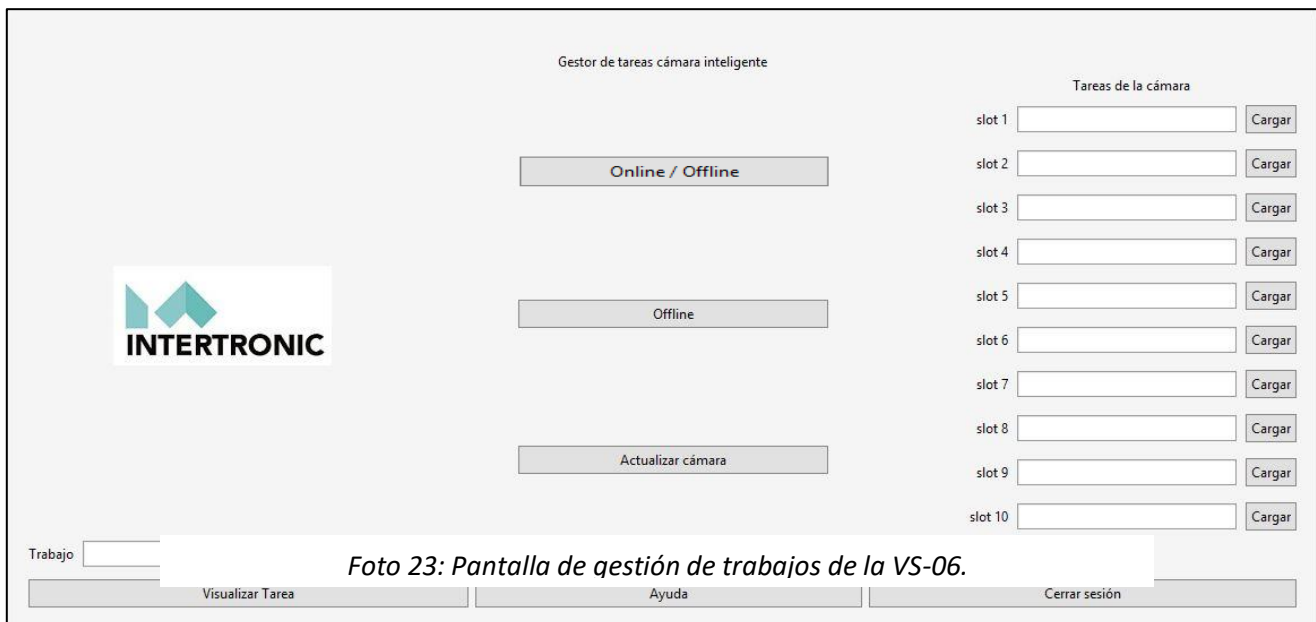 Gestor de tareas cámara inteligente
Tareas de la cámara
slot 1 Cargar
Online / Offline
slot 2 Cargar
slot 3 Cargar
slot 4 Cargar
INTERTRONIC
slot 5 Cargar
Offline
slot 6 Cargar
slot 7 Cargar
slot 8 Cargar
Actualizar cámara
slot 9 Cargar
slot 10 Cargar
Trabajo
Foto 23: Pantalla de gestión de trabajos de la VS-06.
Visualizar Tarea Ayuda Cerrar sesión